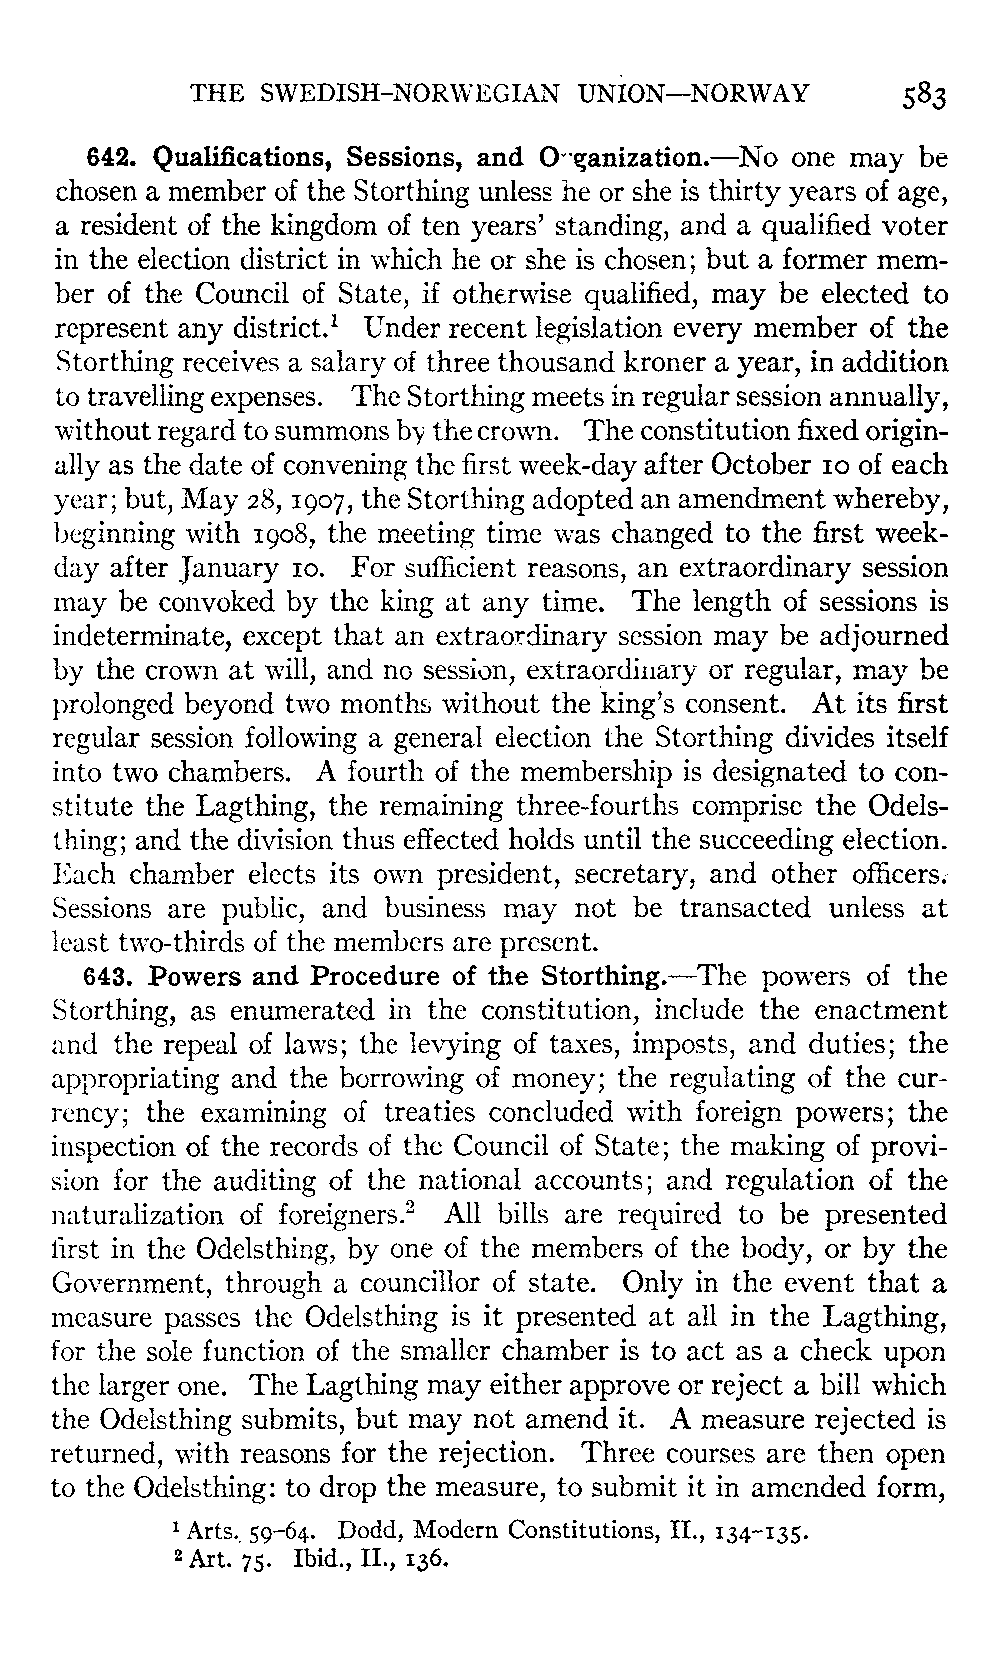 THE SWEDISH-NORWEGIAN UNION—NORWAY 583
642. Qualifications, Sessions, and Organization.—No one may be
chosen a member of the Storthing unless he or she is thirty years of age,
a resident of the kingdom of ten years' standing, and a qualified voter
in the election district in which he or she is chosen; but a former mem-
ber of the Council of State, if otherwise qualified, may be elected to
represent any district.¹ Under recent legislation every member of the
Storthing receives a salary of three thousand kroner a year, in addition
to travelling expenses. The Storthing meets in regular session annually,
without regard to summons by the crown. The constitution fixed origin-
ally as the date of convening the first week-day after October 10 of each
year; but, May 28, 1907, the Storthing adopted an amendment whereby,
beginning with 1908, the meeting time was changed to the first week-
day after January 10. For sufficient reasons, an extraordinary session
may be convoked by the king at any time. The length of sessions is
indeterminate, except that an extraordinary session may be adjourned
by the crown at will, and no session, extraordinary or regular, may be
prolonged beyond two months without the king's consent. At its first
regular session following a general election the Storthing divides itself
into two chambers. A fourth of the membership is designated to con-
stitute the Lagthing, the remaining three-fourths comprise the Odels-
thing; and the division thus effected holds until the succeeding election.
Each chamber elects its own president, secretary, and other officers.
Sessions are public, and business may not be transacted unless at
least two-thirds of the members are present.
643. Powers and Procedure of the Storthing.—The powers of the
Storthing, as enumerated in the constitution, include the enactment
and the repeal of laws; the levying of taxes, imposts, and duties; the
appropriating and the borrowing of money; the regulating of the cur-
rency; the examining of treaties concluded with foreign powers; the
inspection of the records of the Council of State; the making of provi-
sion for the auditing of the national accounts; and regulation of the
naturalization of foreigners.² All bills are required to be presented
first in the Odelsthing, by one of the members of the body, or by the
Government, through a councillor of state. Only in the event that a
measure passes the Odelsthing is it presented at all in the Lagthing,
for the sole function of the smaller chamber is to act as a check upon
the larger one. The Lagthing may either approve or reject a bill which
the Odelsthing submits, but may not amend it. A measure rejected is
returned, with reasons for the rejection. Three courses are then open
to the Odelsthing: to drop the measure, to submit it in amended form,
¹ Arts. 59-64. Dodd, Modern Constitutions, II., 134-135.
² Art. 75. Ibid., II., 136.